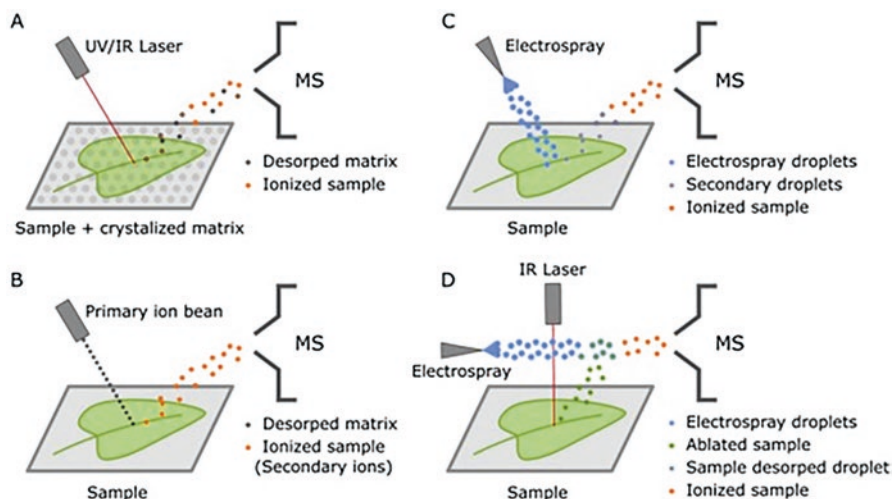 A
UV/IR Laser
MS
Desorped matrix
Ionized sample
Sample + crystalized matrix
B
Primary ion bean
MS
Desorped matrix
Ionized sample
(Secondary ions)
Sample
C
Electrospray
MS
Electrospray droplets
Secondary droplets
Ionized sample
Sample
D
IR Laser
MS
Electrospray
Electrospray droplets
Ablated sample
Sample desorped droplet
Ionized sample
Sample